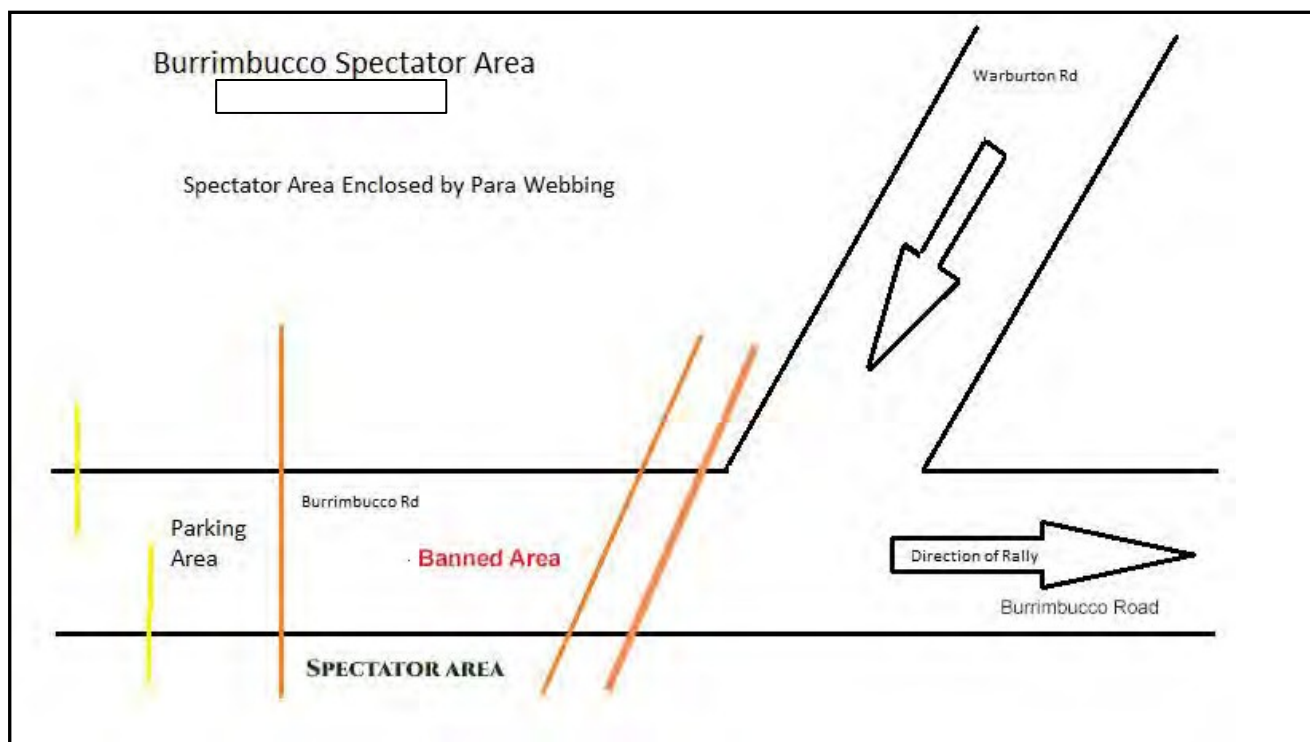 Burrimbucco Spectator Area
Spectator Area Enclosed by Para Webbing
Warburton Rd
Burrimbucco Rd
Parking
Area
Banned Area
Direction of Rally
Burrimbucco Road
SPECTATOR AREA